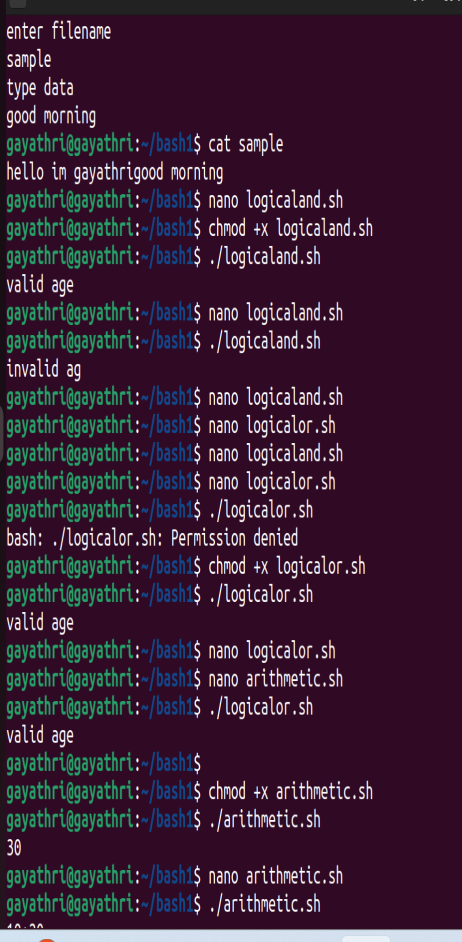 enter filename
sample
type data
good morning
gayathri@gayathri:~/bash1$ cat sample
hello im gayathrigood morning
gayathri@gayathri:~/bash1$ nano logicaland.sh
gayathri@gayathri:~/bash1$ chmod +x logicaland.sh
gayathri@gayathri:~/bash1$ ./logicaland.sh
valid age
gayathri@gayathri:~/bash1$ nano logicaland.sh
gayathri@gayathri:~/bash1$ ./logicaland.sh
invalid ag
gayathri@gayathri:~/bash1$ nano logicaland.sh
gayathri@gayathri:~/bash1$ nano logicalor.sh
gayathri@gayathri:~/bash1$ nano logicaland.sh
gayathri@gayathri:~/bash1$ nano logicalor.sh
gayathri@gayathri:~/bash1$ ./logicalor.sh
bash: ./logicalor.sh: Permission denied
gayathri@gayathri:~/bash1$ chmod +x logicalor.sh
gayathri@gayathri:~/bash1$ ./logicalor.sh
valid age
gayathri@gayathri:~/bash1$ nano logicalor.sh
gayathri@gayathri:~/bash1$ nano arithmetic.sh
gayathri@gayathri:~/bash1$ ./logicalor.sh
valid age
gayathri@gayathri:~/bash1$
gayathri@gayathri:~/bash1$ chmod +x arithmetic.sh
gayathri@gayathri:~/bash1$ ./arithmetic.sh
30
gayathri@gayathri:~/bash1$ nano arithmetic.sh
gayathri@gayathri:~/bash1$ ./arithmetic.sh